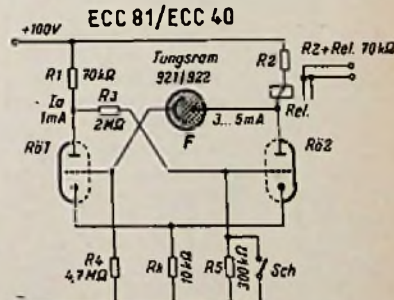 ECC 81/ECC 40
+100V
Tungsram
921/922
R2
R2+Rel. 70kΩ
R1
70kΩ
Ia
1mA
R3
2MΩ
F
3...5mA
Rel.
Rö1
Rö2
R4
4,7MΩ
Rk
10kΩ
R5
300kΩ
Sch